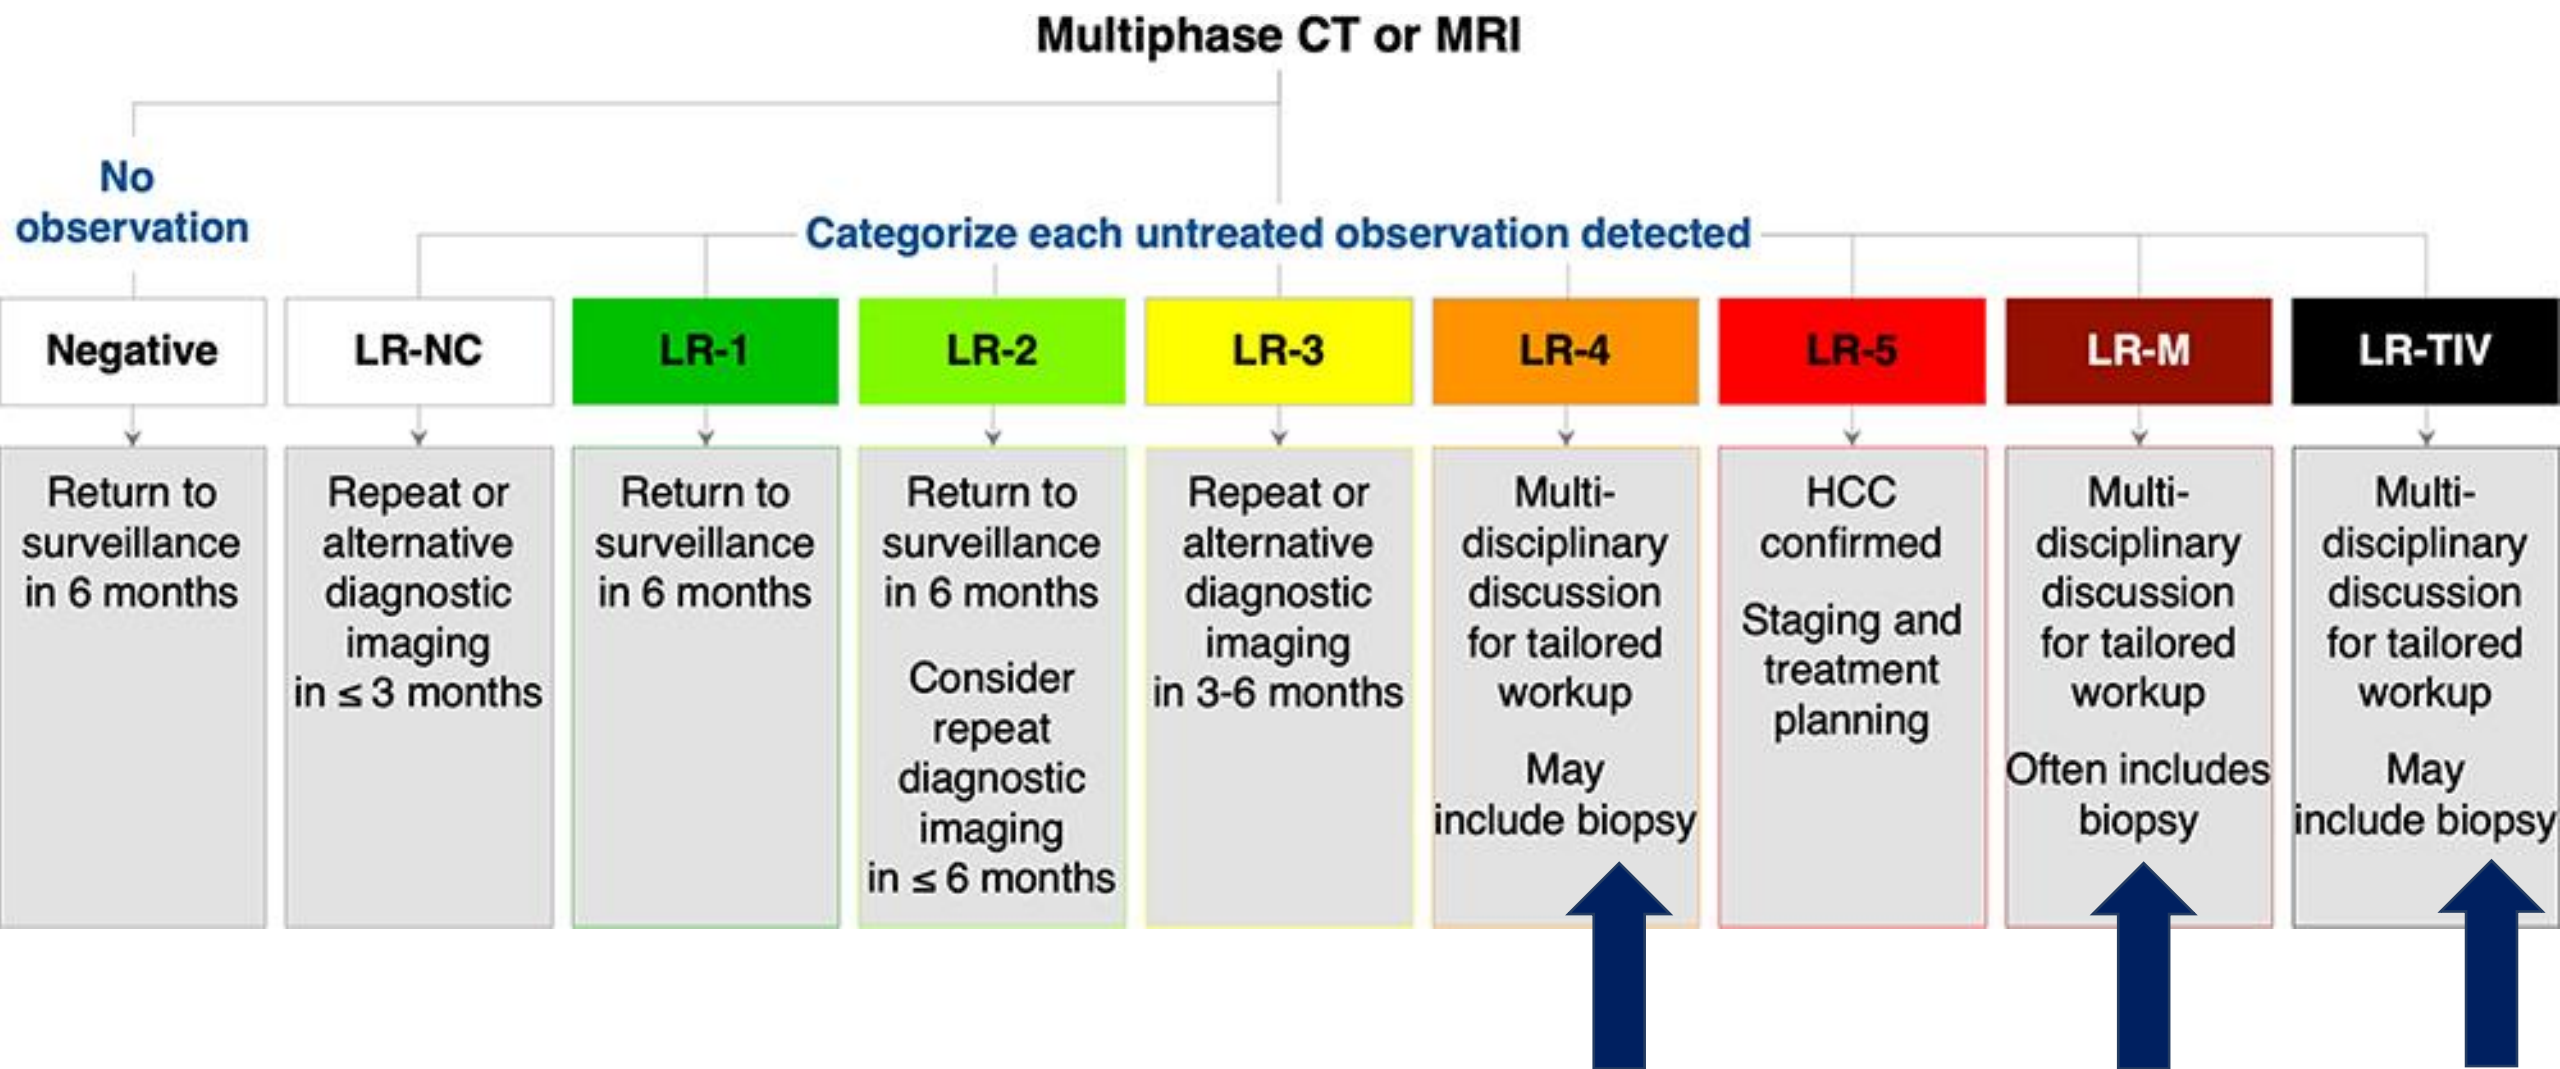 Multiphase CT or MRI
No
observation
Categorize each untreated observation detected
Negative
LR-NC
LR-1
LR-2
LR-3
LR-4
LR-5
LR-M
LR-TIV
Return to
surveillance
in 6 months
Repeat or
alternative
diagnostic
imaging
in ≤ 3 months
Return to
surveillance
in 6 months
Return to
surveillance
in 6 months
Consider
repeat
diagnostic
imaging
in ≤ 6 months
Repeat or
alternative
diagnostic
imaging
in 3-6 months
Multi-
disciplinary
discussion
for tailored
workup
May
include biopsy
HCC
confirmed
Staging and
treatment
planning
Multi-
disciplinary
discussion
for tailored
workup
Often includes
biopsy
Multi-
disciplinary
discussion
for tailored
workup
May
include biopsy